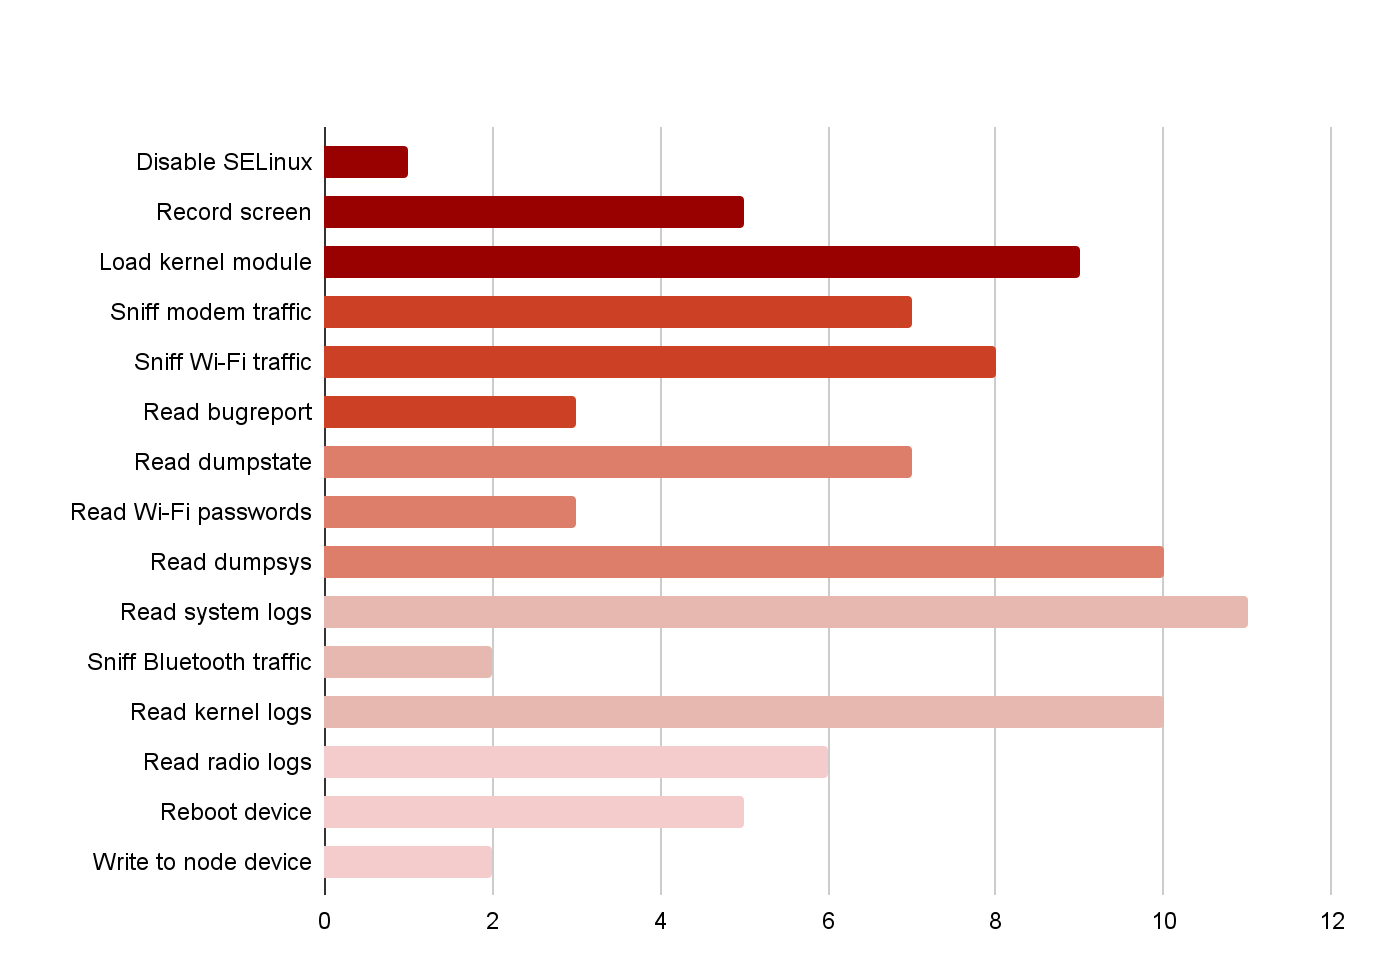 Disable SELinux
Record screen
Load kernel module
Sniff modem traffic
Sniff Wi-Fi traffic
Read bugreport
Read dumpstate
Read Wi-Fi passwords
Read dumpsys
Read system logs
Sniff Bluetooth traffic
Read kernel logs
Read radio logs
Reboot device
Write to node device
0 2 4 6 8 10 12